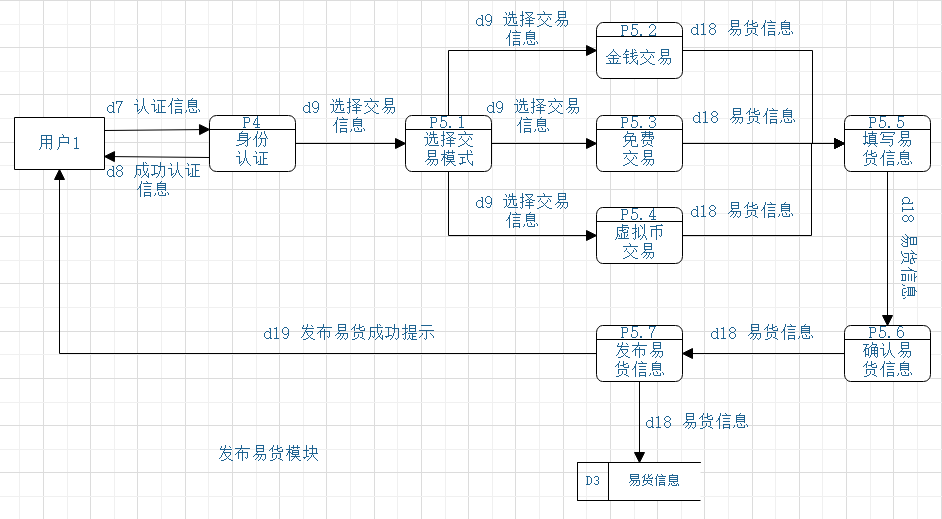 d9 选择交易
信息
P5.2
金钱交易
d18 易货信息
d7 认证信息
d9 选择交易
信息
d9 选择交易
信息
d18 易货信息
用户1
P4
身份
认证
P5.1
选择交
易模式
P5.3
免费
交易
P5.5
填写易
货信息
d8 成功认证
信息
d9 选择交易
信息
P5.4
虚拟币
交易
d18 易货信息
d18 易货信息
d19 发布易货成功提示
P5.7
发布易
货信息
d18 易货信息
P5.6
确认易
货信息
d18 易货信息
发布易货模块
D3
易货信息